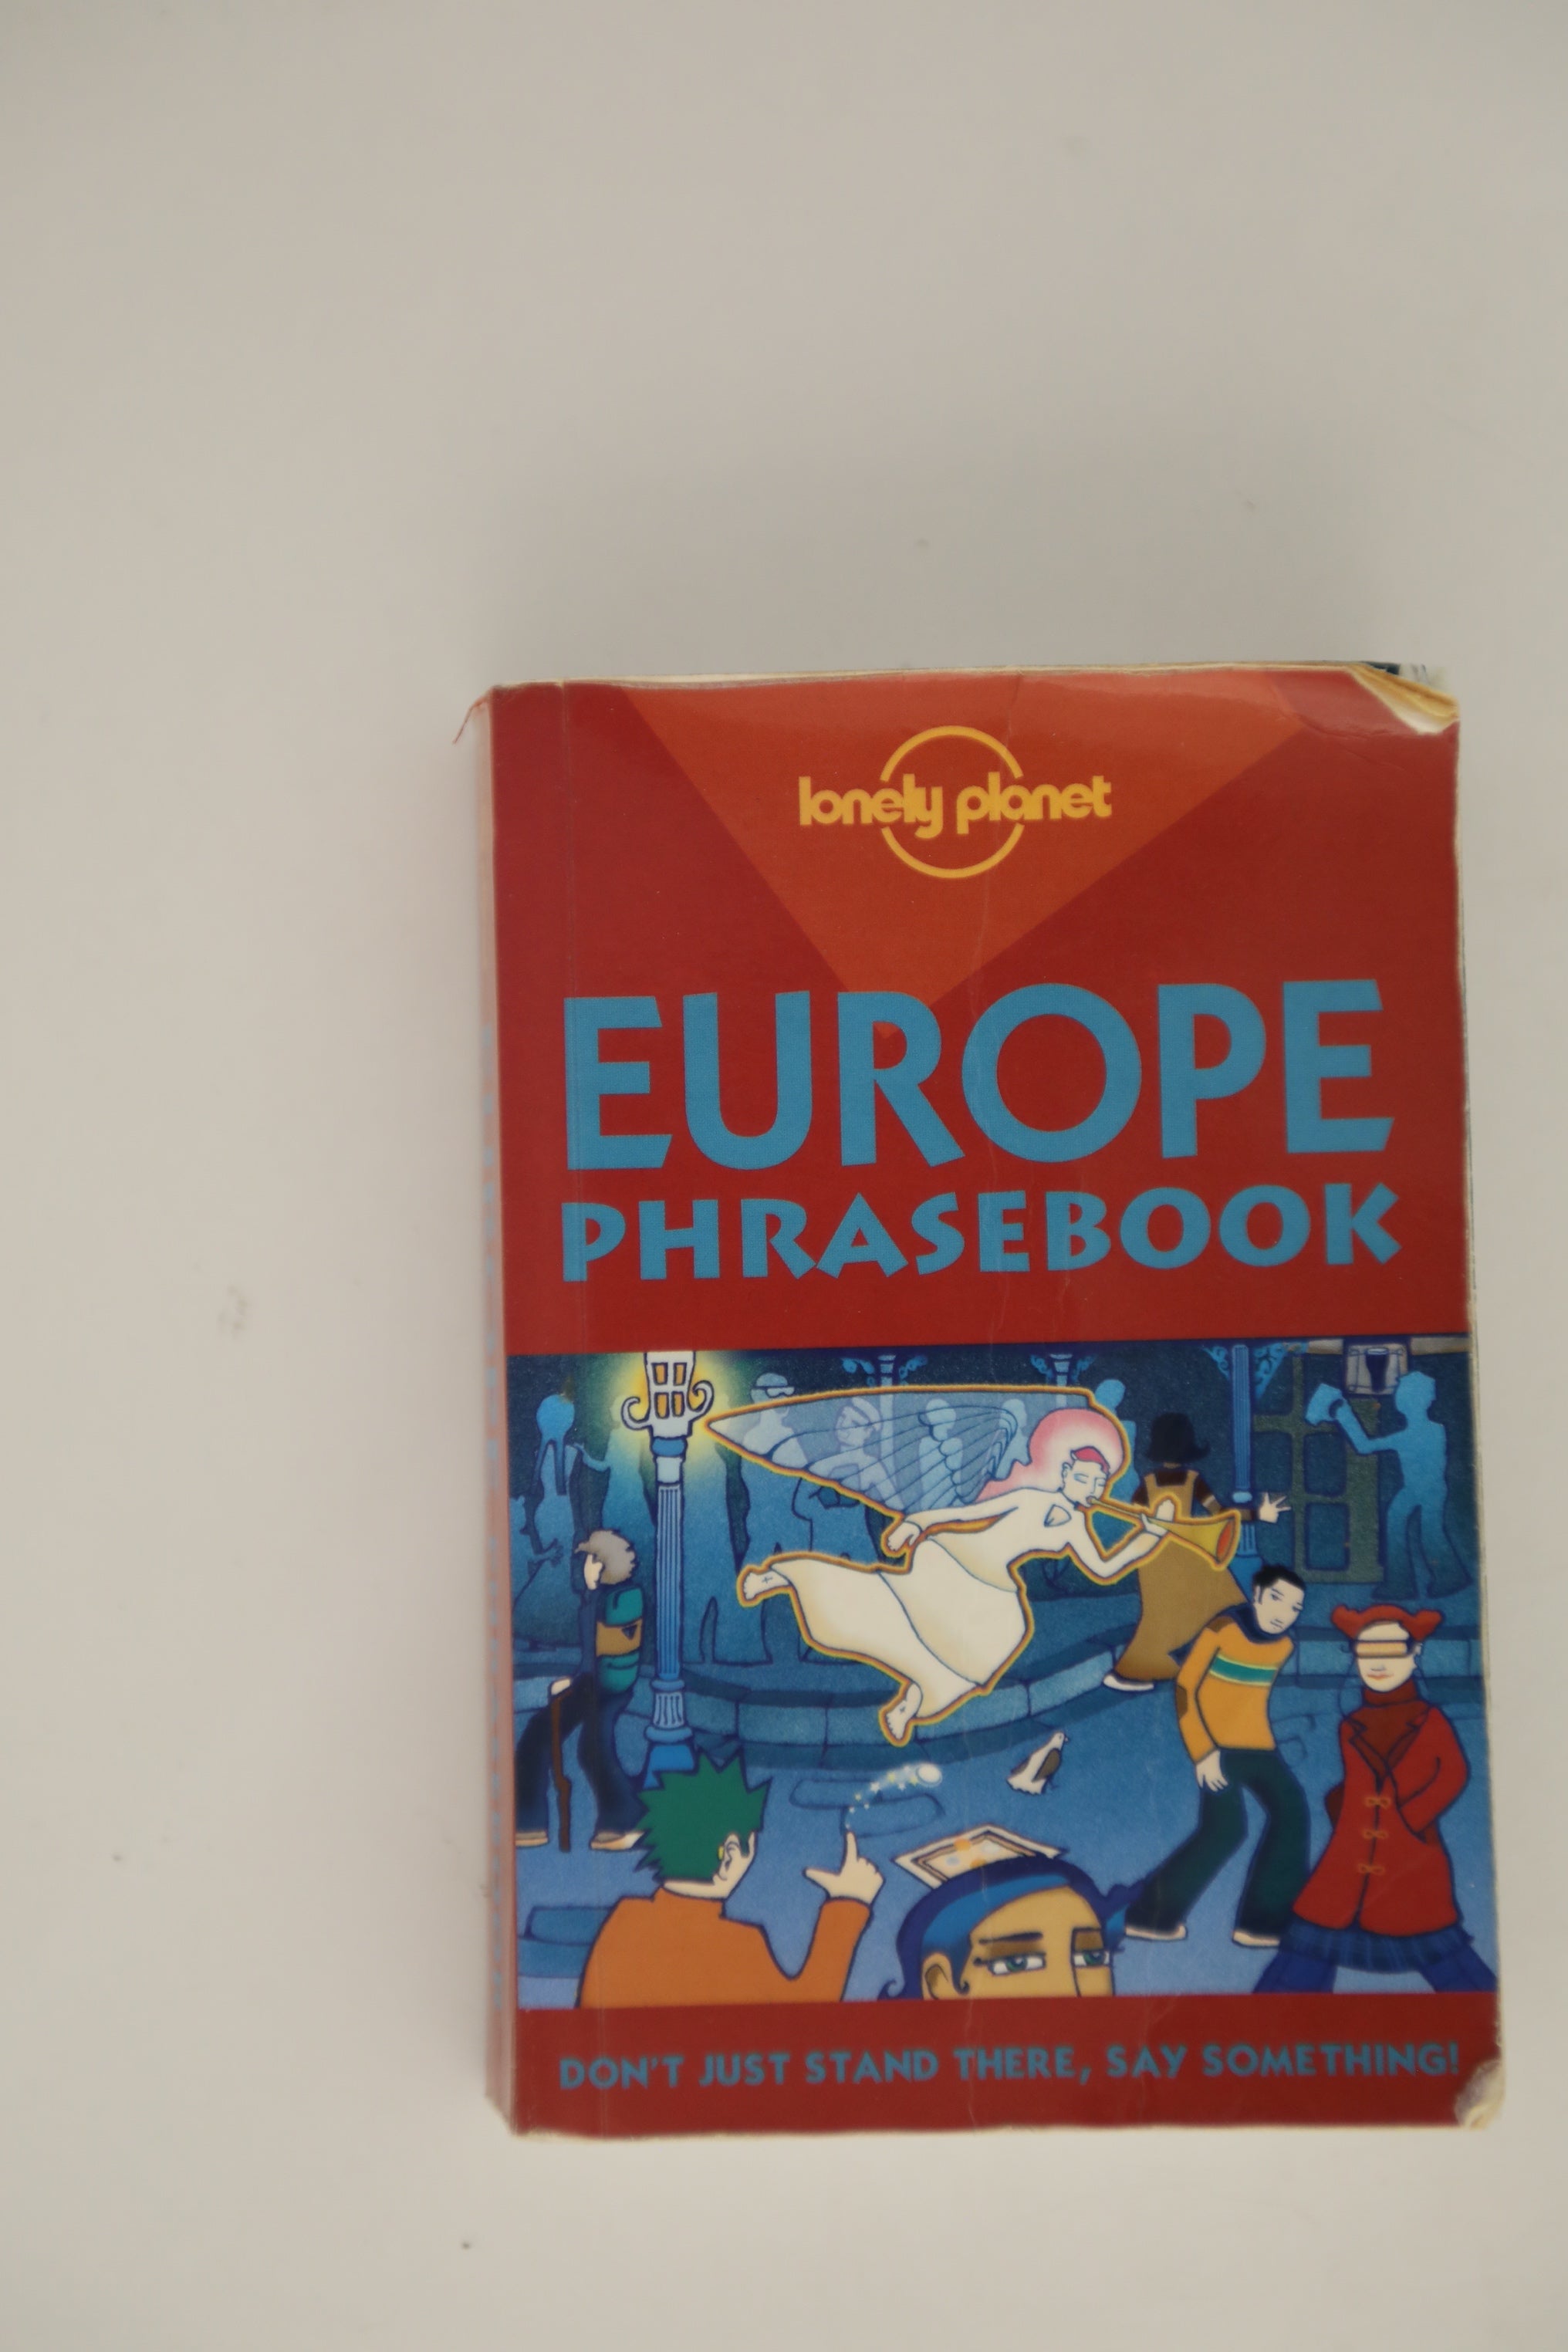 lonely planet
EUROPE
PHRASEBOOK
DON'T JUST STAND THERE, SAY SOMETHING!